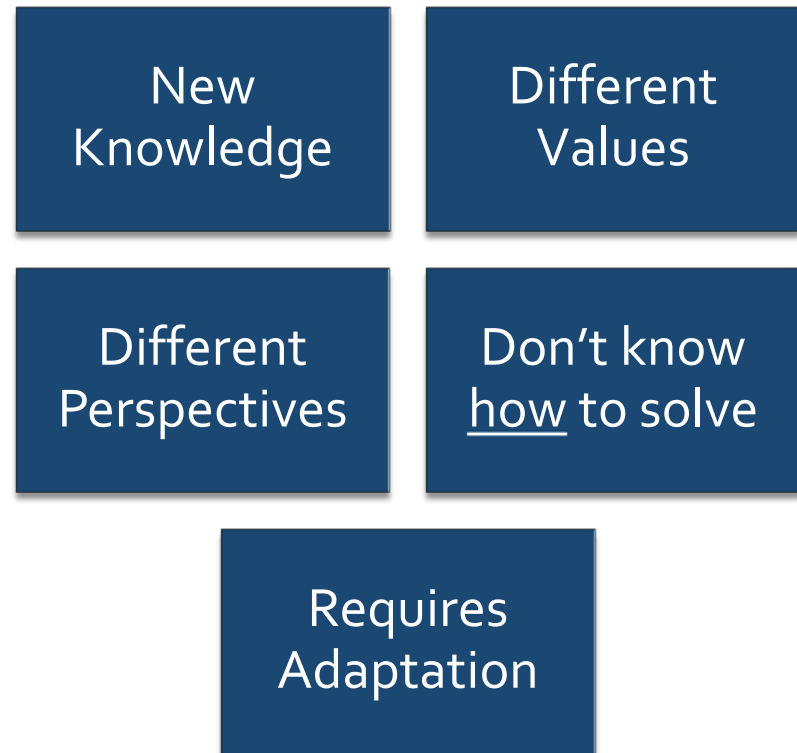 New
Knowledge
Different
Values
Different
Perspectives
Don’t know
how to solve
Requires
Adaptation